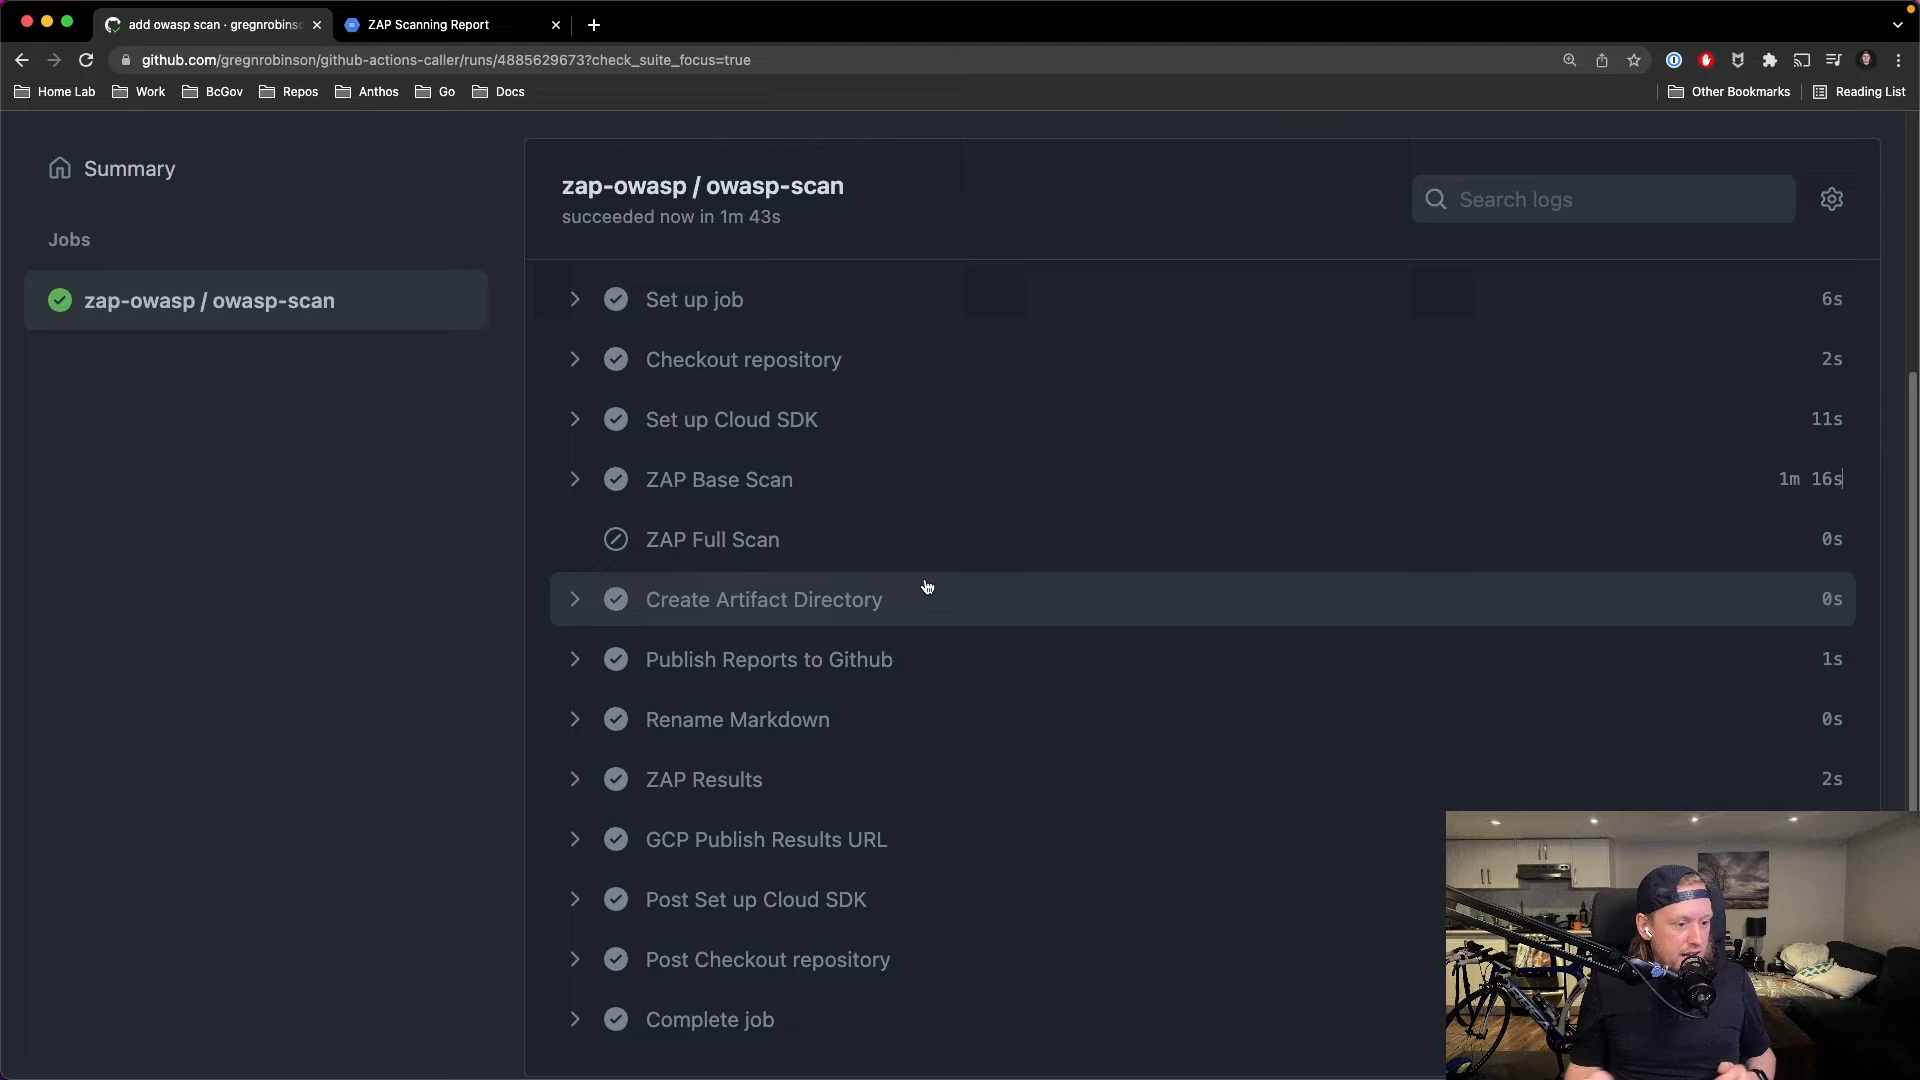 add owasp scan · gregnrobins
ZAP Scanning Report
github.com/gregnrobinson/github-actions-caller/runs/4885629673?check_suite_focus=true
Home Lab
Work
BcGov
Repos
Anthos
Go
Docs
Other Bookmarks
Reading List
Summary
Jobs
zap-owasp / owasp-scan
zap-owasp / owasp-scan
succeeded now in 1m 43s
Search logs
Set up job 6s
Checkout repository 2s
Set up Cloud SDK 11s
ZAP Base Scan 1m 16s
ZAP Full Scan 0s
Create Artifact Directory 0s
Publish Reports to Github 1s
Rename Markdown 0s
ZAP Results 2s
GCP Publish Results URL
Post Set up Cloud SDK
Post Checkout repository
Complete job